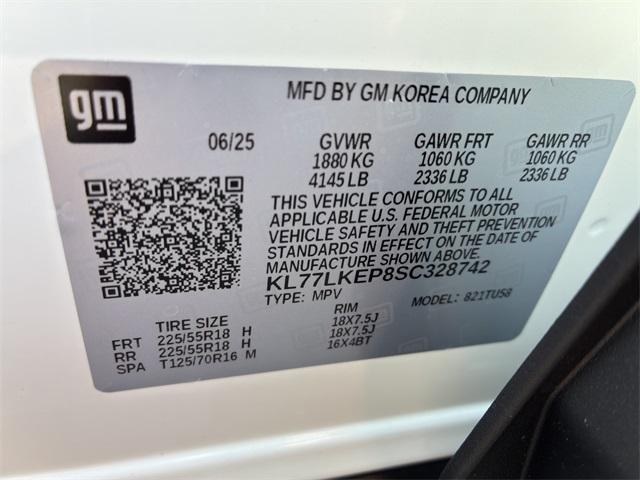 gm
MFD BY GM KOREA COMPANY
06/25 GVWR GAWR FRT GAWR RR
1880 KG 1060 KG 1060 KG
4145 LB 2336 LB 2336 LB
THIS VEHICLE CONFORMS TO ALL
APPLICABLE U.S. FEDERAL MOTOR
VEHICLE SAFETY AND THEFT
STANDARDS IN EFFECT ON THE DATE OF
MANUFACTURE SHOWN ABOVE.
KL77LKEP8SC328742
TYPE: MPV MODEL: 821TU58
TIRE SIZE RIM
FRT 225/55R18 H 18X7.5J
RR 225/55R18 H 18X7.5J
SPA T125/70R16 M 16X4BT